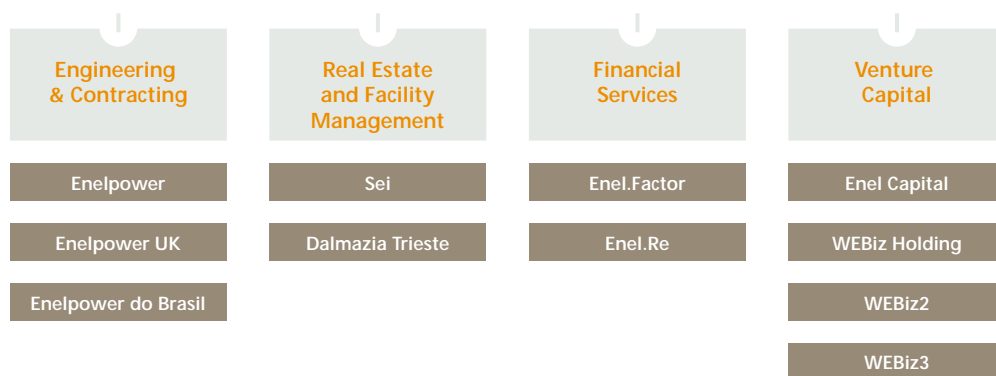 Engineering
& Contracting
Real Estate
and Facility
Management
Financial
Services
Venture
Capital
Enelpower
Sei
Enel.Factor
Enel Capital
Enelpower UK
Dalmazia Trieste
Enel.Re
WEBiz Holding
Enelpower do Brasil
WEBiz2
WEBiz3